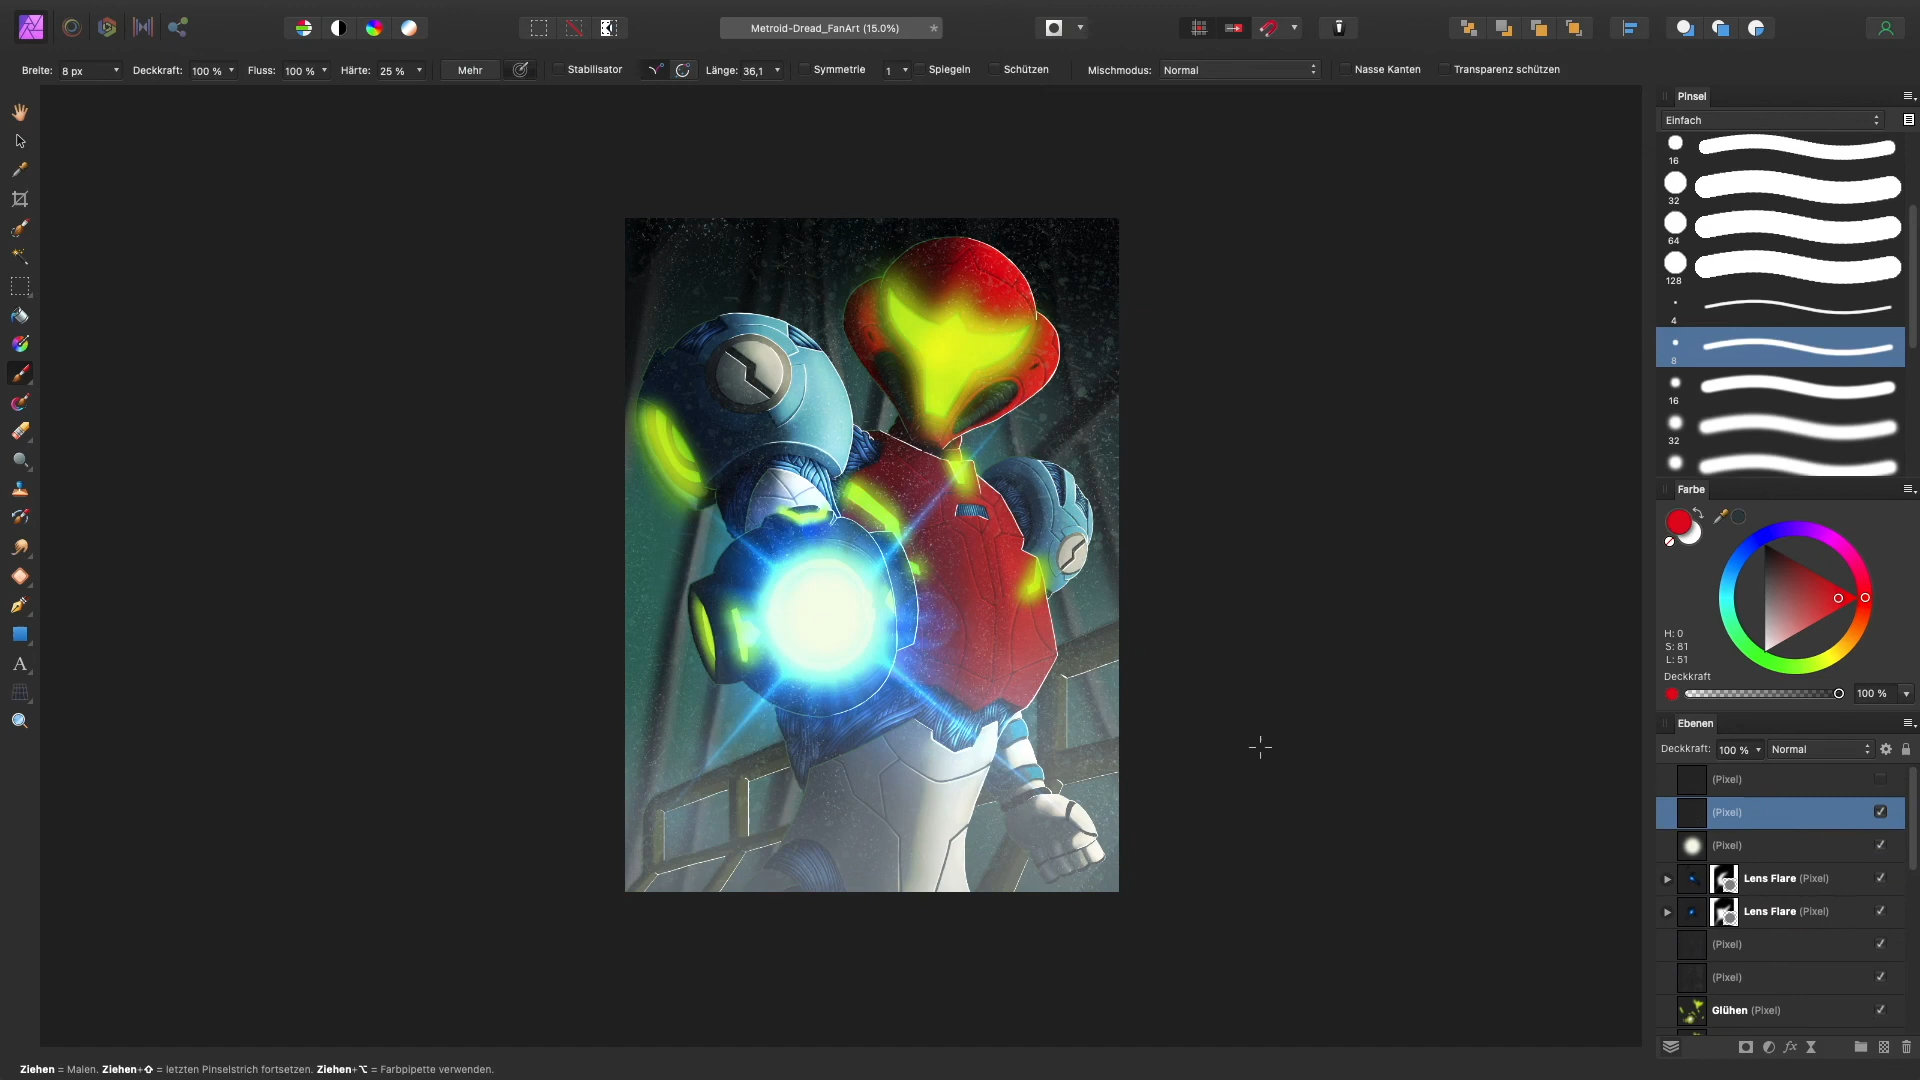 Metroid-Dread_FanArt (15.0%)
Breite: 8 px Deckkraft: 100 % Fluss: 100 % Härte: 25 % Mehr Stabilisator Länge: 36,1 Symmetrie 1 Spiegeln Schützen Mischmodus: Normal Nasse Kanten Transparenz schützen
Pinsel
Einfach
16
32
64
128
4
8
16
32
Farbe
H: 0
S: 81
L: 51
Deckkraft
100 %
Ebenen
Deckkraft: 100 % Normal
(Pixel)
(Pixel)
(Pixel)
Lens Flare (Pixel)
Lens Flare (Pixel)
(Pixel)
(Pixel)
Glühen (Pixel)
A
fx
Ziehen = Malen. Ziehen+⇧ = letzten Pinselstrich fortsetzen. Ziehen+⌥ = Farbpipette verwenden.